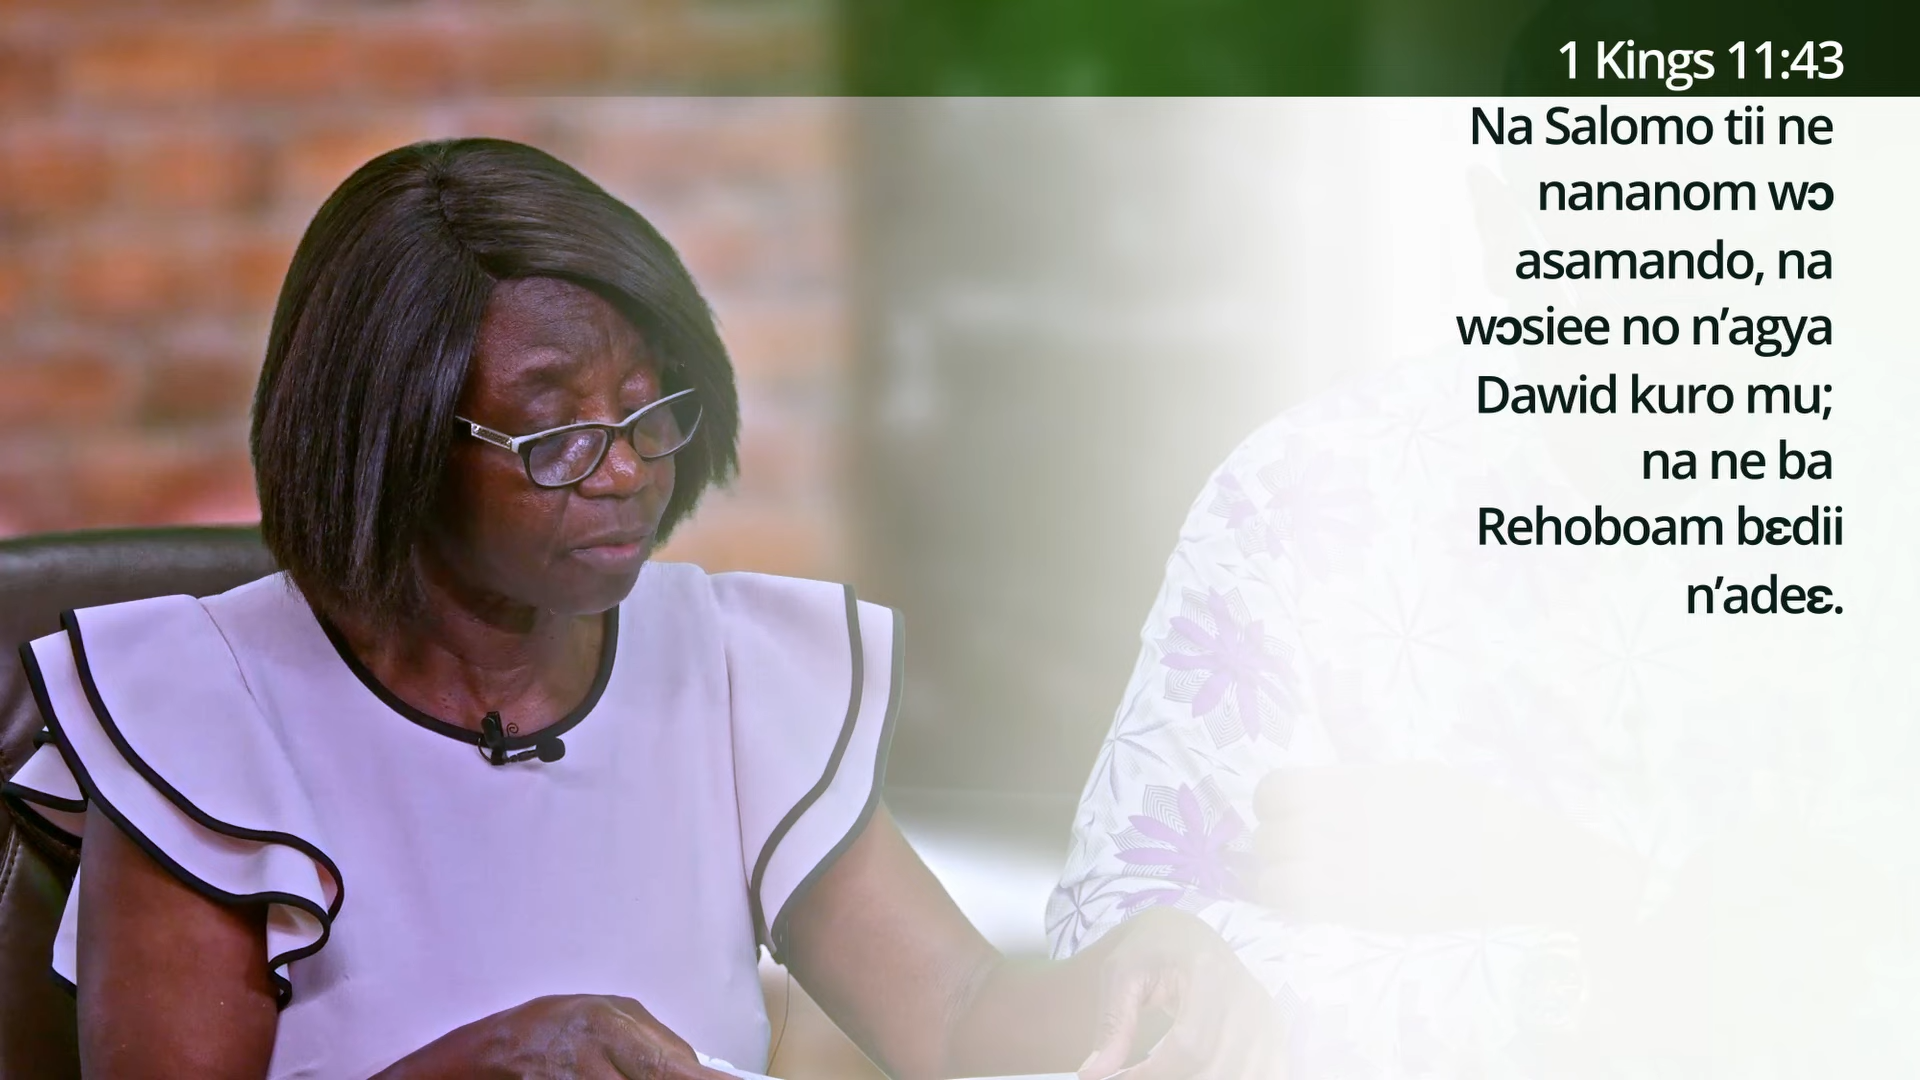 1 Kings 11:43
Na Salomo tii ne
nananom wɔ
asamando, na
wɔsiee no n’agya
Dawid kuro mu;
na ne ba
Rehoboam bɛdii
n’adeɛ.